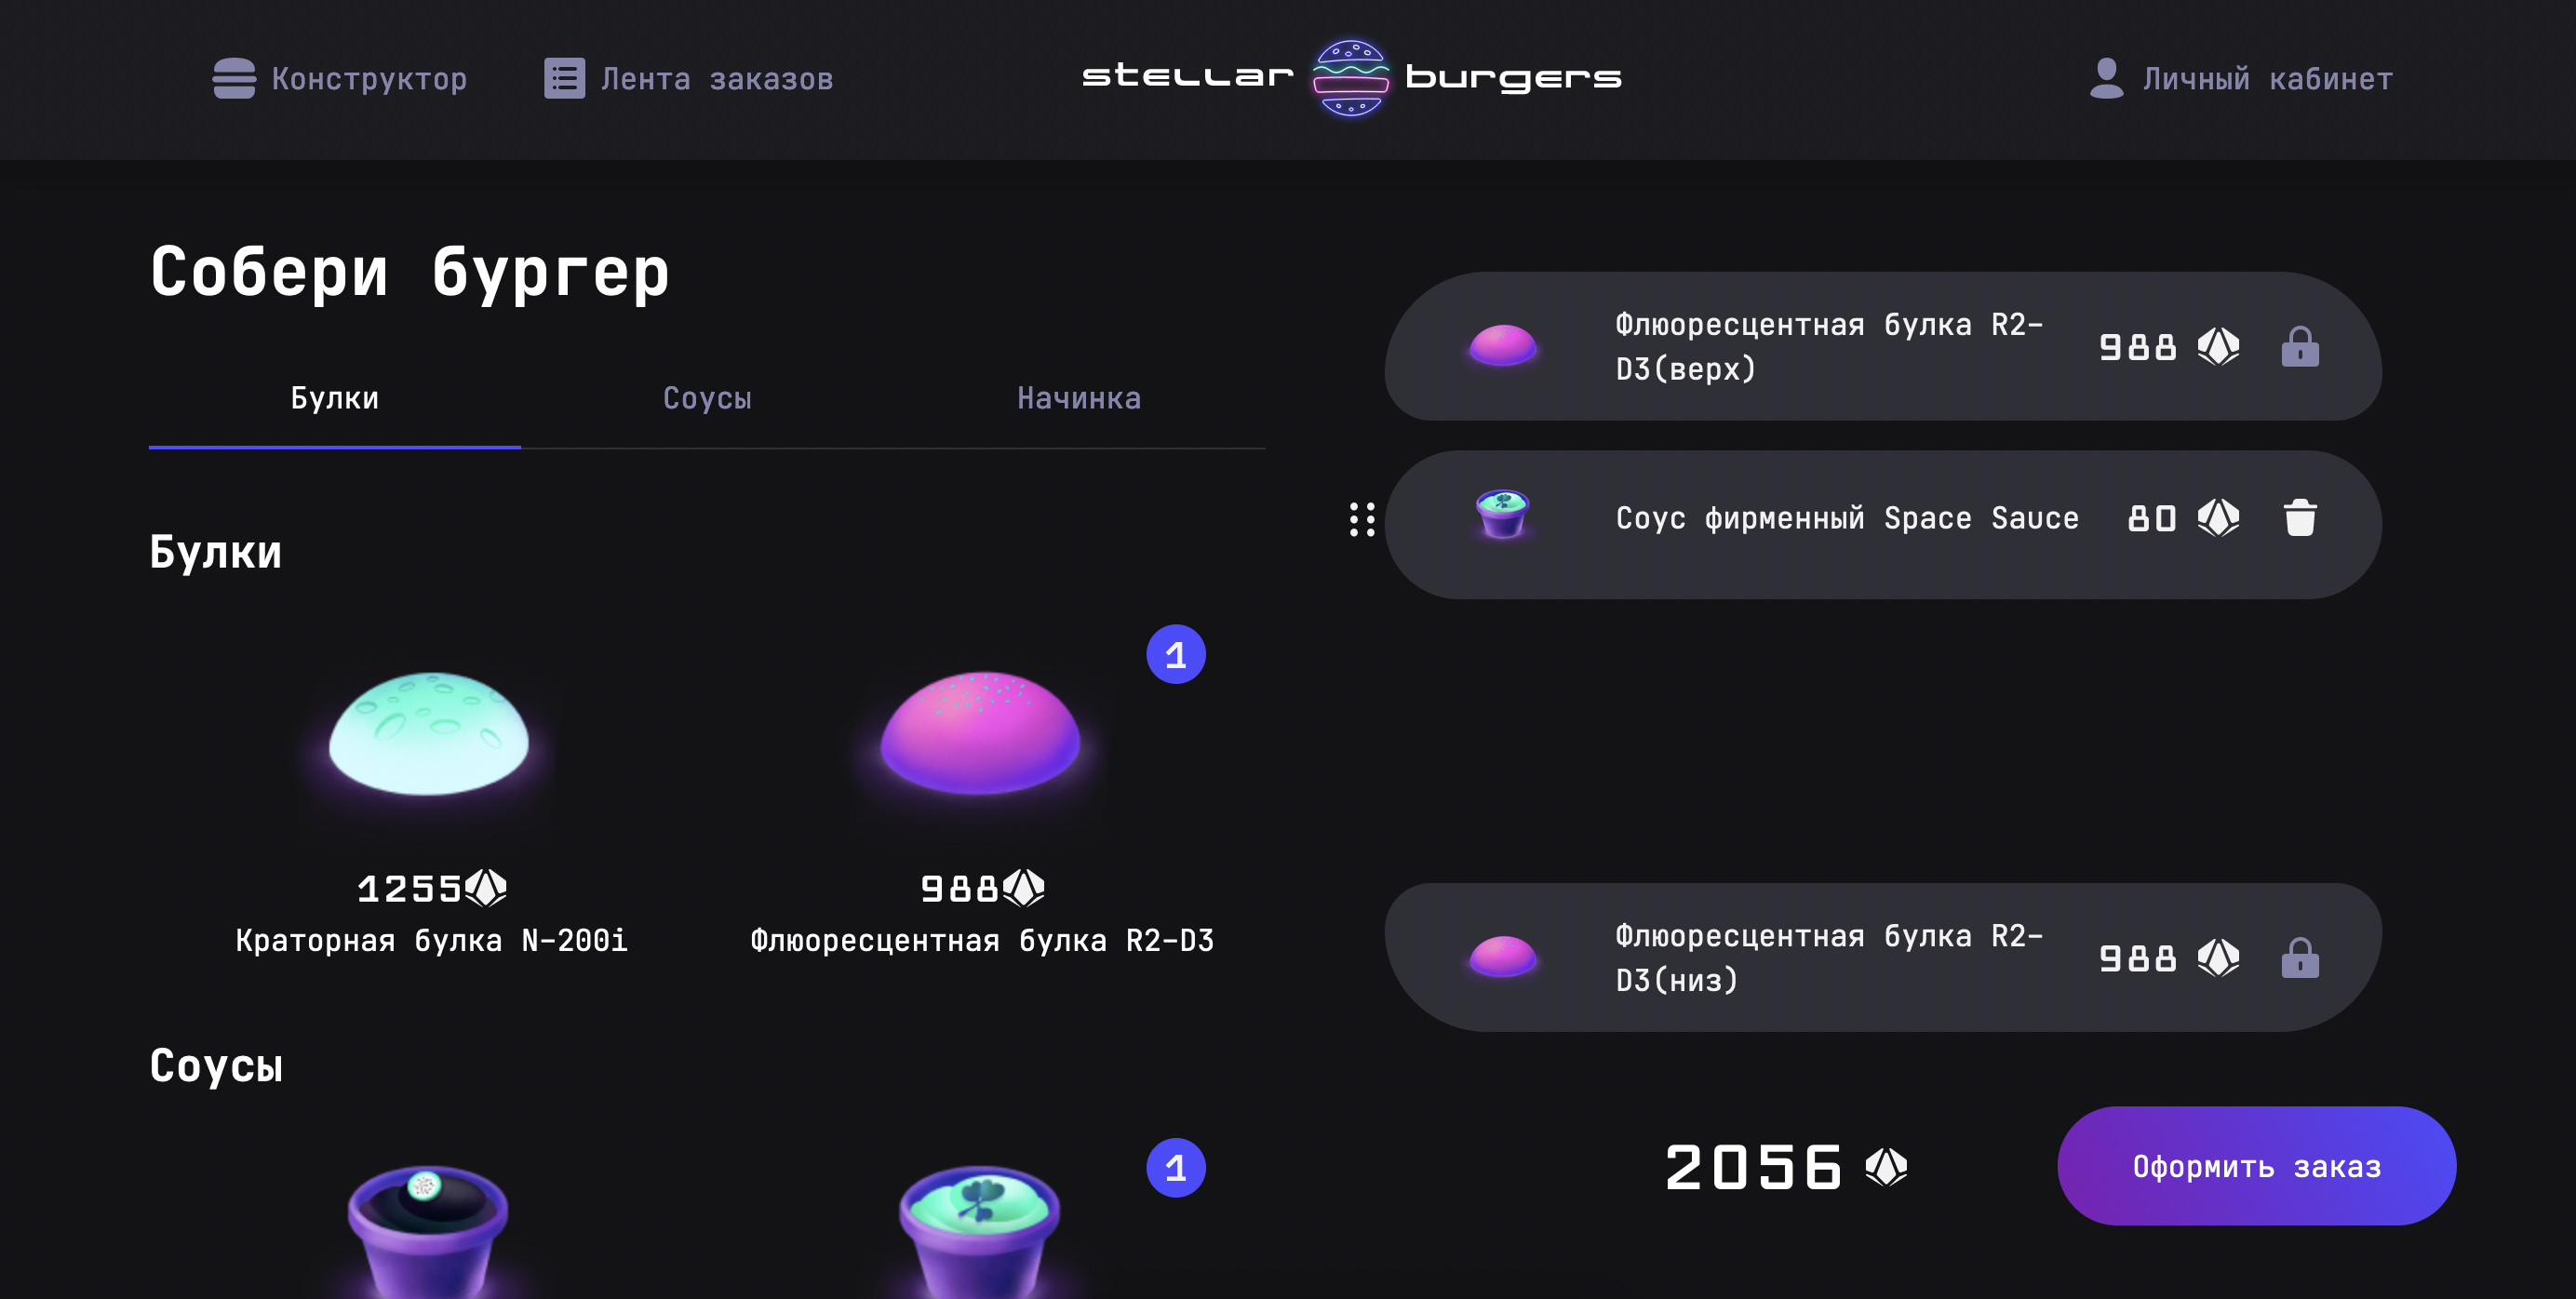 Конструктор
Лента заказов
stellar burgers
Личный кабинет
Собери бургер
Булки
Соусы
Начинка
Булки
1
1255
988
Краторная булка N-200i
Флюоресцентная булка R2-D3
Соусы
1
Флюоресцентная булка R2-
D3(верх)
988
Соус фирменный Space Sauce
80
Флюоресцентная булка R2-
D3(низ)
988
2056
Оформить заказ